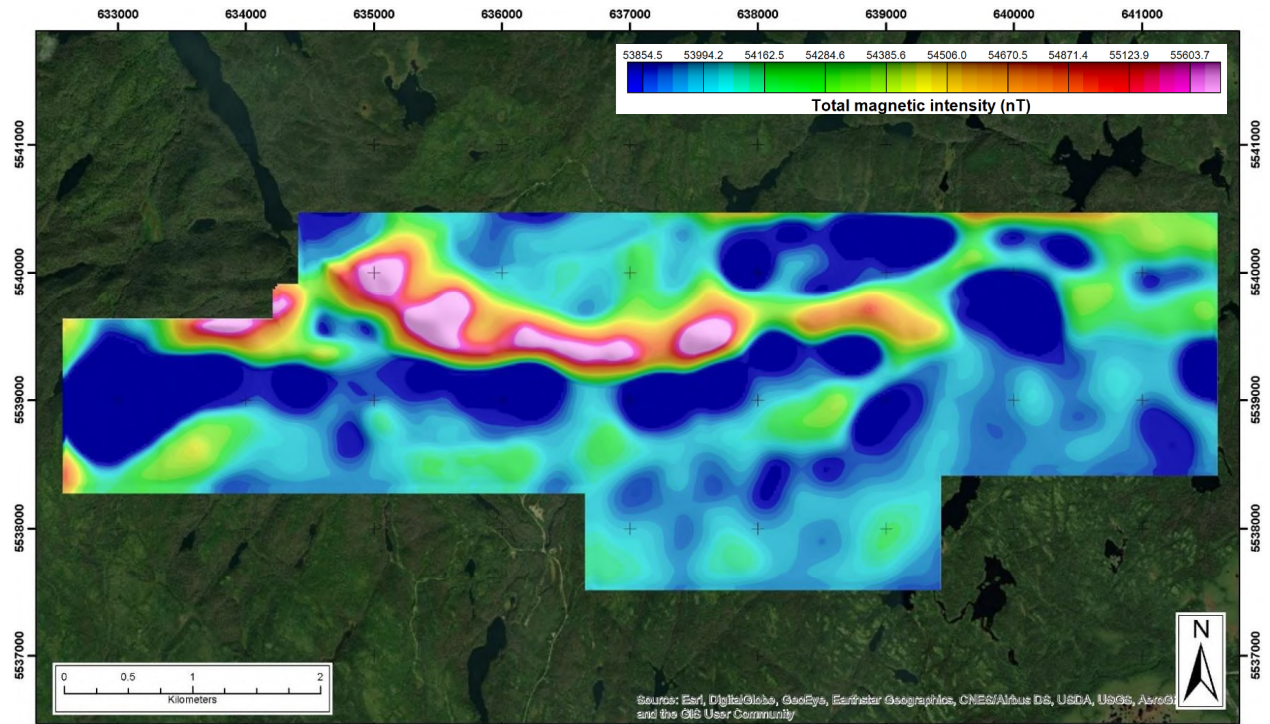 633000 634000 635000 636000 637000 638000 639000 640000 641000
53854.5 53994.2 54162.5 54284.6 54385.6 54506.0 54670.5 54871.4 55123.9 55603.7
Total magnetic intensity (nT)
5541000 5541000
5540000 5540000
5539000 5539000
5538000 5538000
5537000 5537000
N
0 0.5 1 2
Kilometers
Source: Esri, DigitalGlobe, GeoEye, Earthstar Geographics, CNES/Airbus DS, USDA, USGS, AeroG
and the GIS User Community